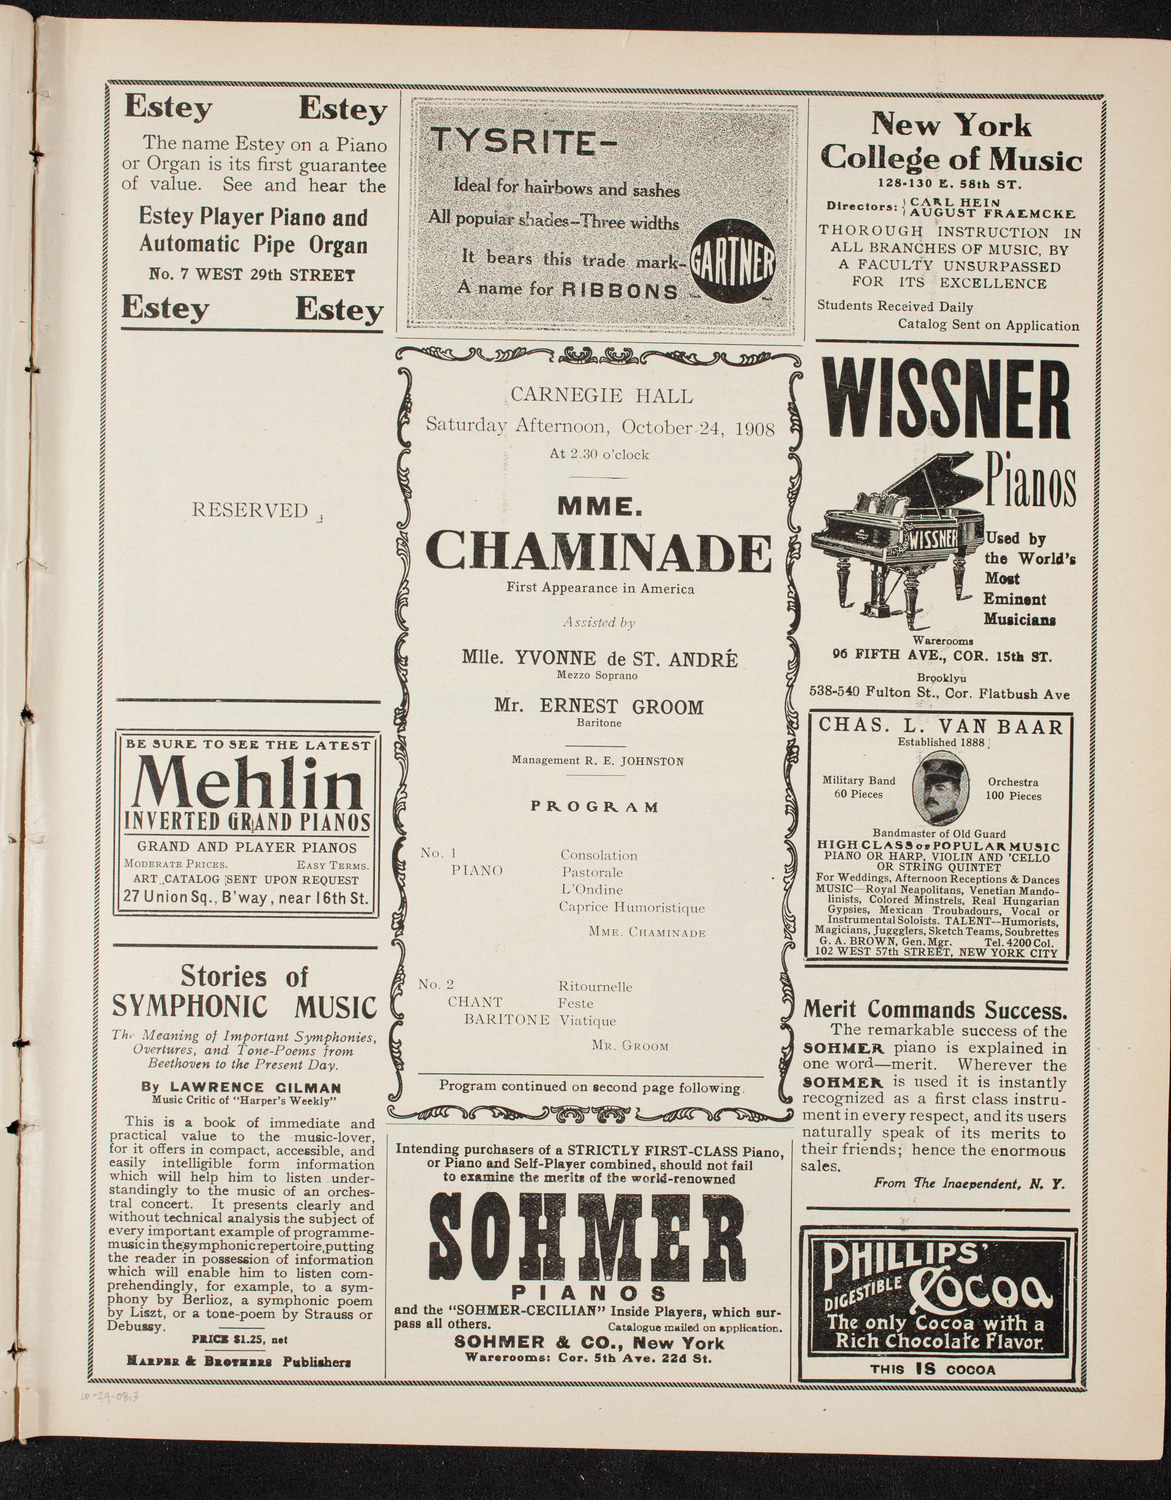 Estey Estey
The name Estey on a Piano
or Organ is its first guarantee
of value. See and hear the
Estey Player Piano and
Automatic Pipe Organ
No. 7 WEST 29th STREET
Estey Estey
RESERVED
BE SURE TO SEE THE LATEST
Mehlin
INVERTED GRAND PIANOS
GRAND AND PLAYER PIANOS
MODERATE PRICES. EASY TERMS.
ART CATALOG SENT UPON REQUEST
27 Union Sq., B'way, near 16th St.
Stories of
SYMPHONIC MUSIC
The Meaning of Important Symphonies,
Overtures, and Tone-Poems from
Beethoven to the Present Day.
By LAWRENCE GILMAN
Music Critic of "Harper's Weekly"
This is a book of immediate and
practical value to the music-lover,
for it offers in compact, accessible, and
easily intelligible form information
which will help him to listen under-
standingly to the music of an orches-
tral concert. It presents clearly and
without technical analysis the subject of
every important example of programme-
music in the symphonic repertoire, putting
the reader in possession of information
which will enable him to listen com-
prehendingly, for example, to a sym-
phony by Berlioz, a symphonic poem
by Liszt, or a tone-poem by Strauss or
Debussy.
PRICE $1.25, net
HARPER & BROTHERS Publishers
10-24-08.3
TYSRITE-
Ideal for hairbows and sashes
All popular shades-Three widths
It bears this trade mark-
A name for RIBBONS
GARTNER
CARNEGIE HALL
Saturday Afternoon, October 24, 1908
At 2.30 o'clock
MME.
CHAMINADE
First Appearance in America
Assisted by
Mlle. YVONNE de ST. ANDRÉ
Mezzo Soprano
Mr. ERNEST GROOM
Baritone
Management R. E. JOHNSTON
PROGRAM
No. 1 Consolation
PIANO Pastorale
L'Ondine
Caprice Humoristique
MME. CHAMINADE
No. 2 Ritournelle
CHANT Feste
BARITONE Viatique
MR. GROOM
Program continued on second page following.
Intending purchasers of a STRICTLY FIRST-CLASS Piano,
or Piano and Self-Player combined, should not fail
to examine the merits of the world-renowned
SOHMER
PIANOS
and the "SOHMER-CECILIAN" Inside Players, which sur-
pass all others. Catalogue mailed on application.
SOHMER & CO., New York
Warerooms: Cor. 5th Ave. 22d St.
New York
College of Music
128-130 E. 58th ST.
Directors: CARL HEIN
AUGUST FRAEMCKE
THOROUGH INSTRUCTION IN
ALL BRANCHES OF MUSIC, BY
A FACULTY UNSURPASSED
FOR ITS EXCELLENCE
Students Received Daily
Catalog Sent on Application
WISSNER
Pianos
WISSNER
Used by
the World's
Most
Eminent
Musicians
Warerooms
96 FIFTH AVE., COR. 15th ST.
Brooklyu
538-540 Fulton St., Cor. Flatbush Ave
CHAS. L. VAN BAAR
Established 1888
Military Band Orchestra
60 Pieces 100 Pieces
Bandmaster of Old Guard
HIGH CLASS or POPULAR MUSIC
PIANO OR HARP, VIOLIN AND 'CELLO
OR STRING QUINTET
For Weddings, Afternoon Receptions & Dances
MUSIC—Royal Neapolitans, Venetian Mando-
linists, Colored Minstrels, Real Hungarian
Gypsies, Mexican Troubadours, Vocal or
Instrumental Soloists. TALENT--Humorists,
Magicians, Juggglers, Sketch Teams, Soubrettes
G. A. BROWN, Gen. Mgr. Tel. 4200 Col.
102 WEST 57th STREET, NEW YORK CITY
Merit Commands Success.
The remarkable success of the
SOHMER piano is explained in
one word—merit. Wherever the
SOHMER is used it is instantly
recognized as a first class instru-
ment in every respect, and its users
naturally speak of its merits to
their friends; hence the enormous
sales.
From The Independent, N. Y.
PHILLIPS'
DIGESTIBLE Cocoa
The only Cocoa with a
Rich Chocolate Flavor.
THIS IS COCOA